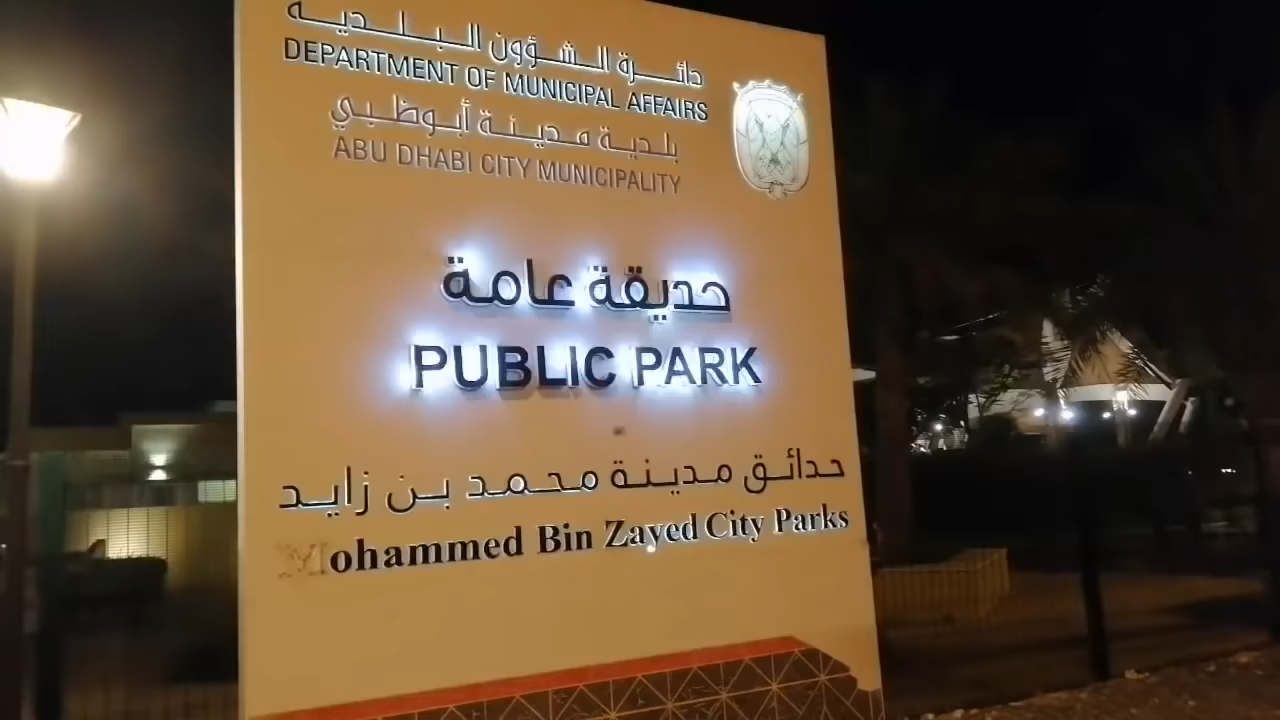 دائرة الشؤون البلدية
DEPARTMENT OF MUNICIPAL AFFAIRS
بلدية مدينة أبوظبي
ABU DHABI CITY MUNICIPALITY
حديقة عامة
PUBLIC PARK
حدائق مدينة محمد بن زايد
Mohammed Bin Zayed City Parks